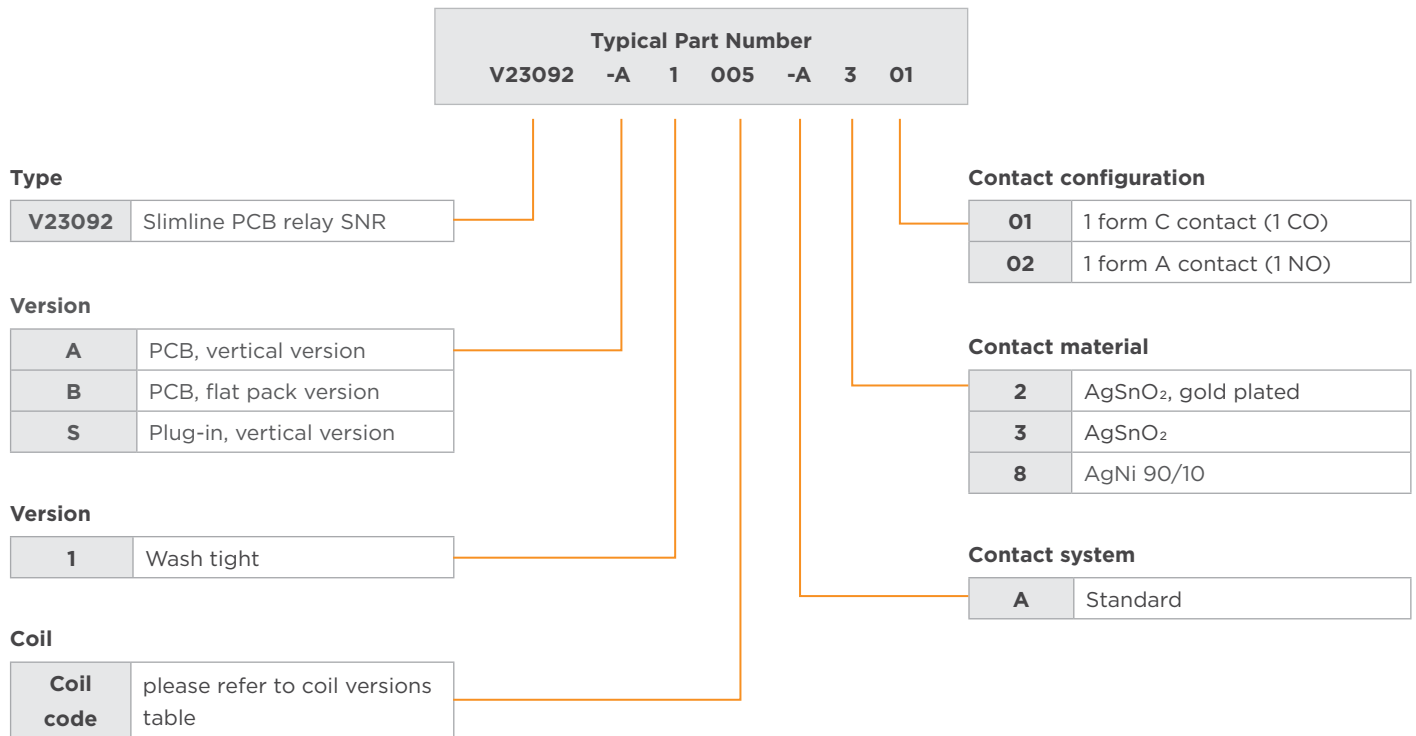 Typical Part Number
V23092 -A 1 005 -A 3 01
Type
V23092 Slimline PCB relay SNR
Version
A PCB, vertical version
B PCB, flat pack version
S Plug-in, vertical version
Version
1 Wash tight
Coil
Coil code please refer to coil versions
table
Contact configuration
01 1 form C contact (1 CO)
02 1 form A contact (1 NO)
Contact material
2 AgSnO₂, gold plated
3 AgSnO₂
8 AgNi 90/10
Contact system
A Standard